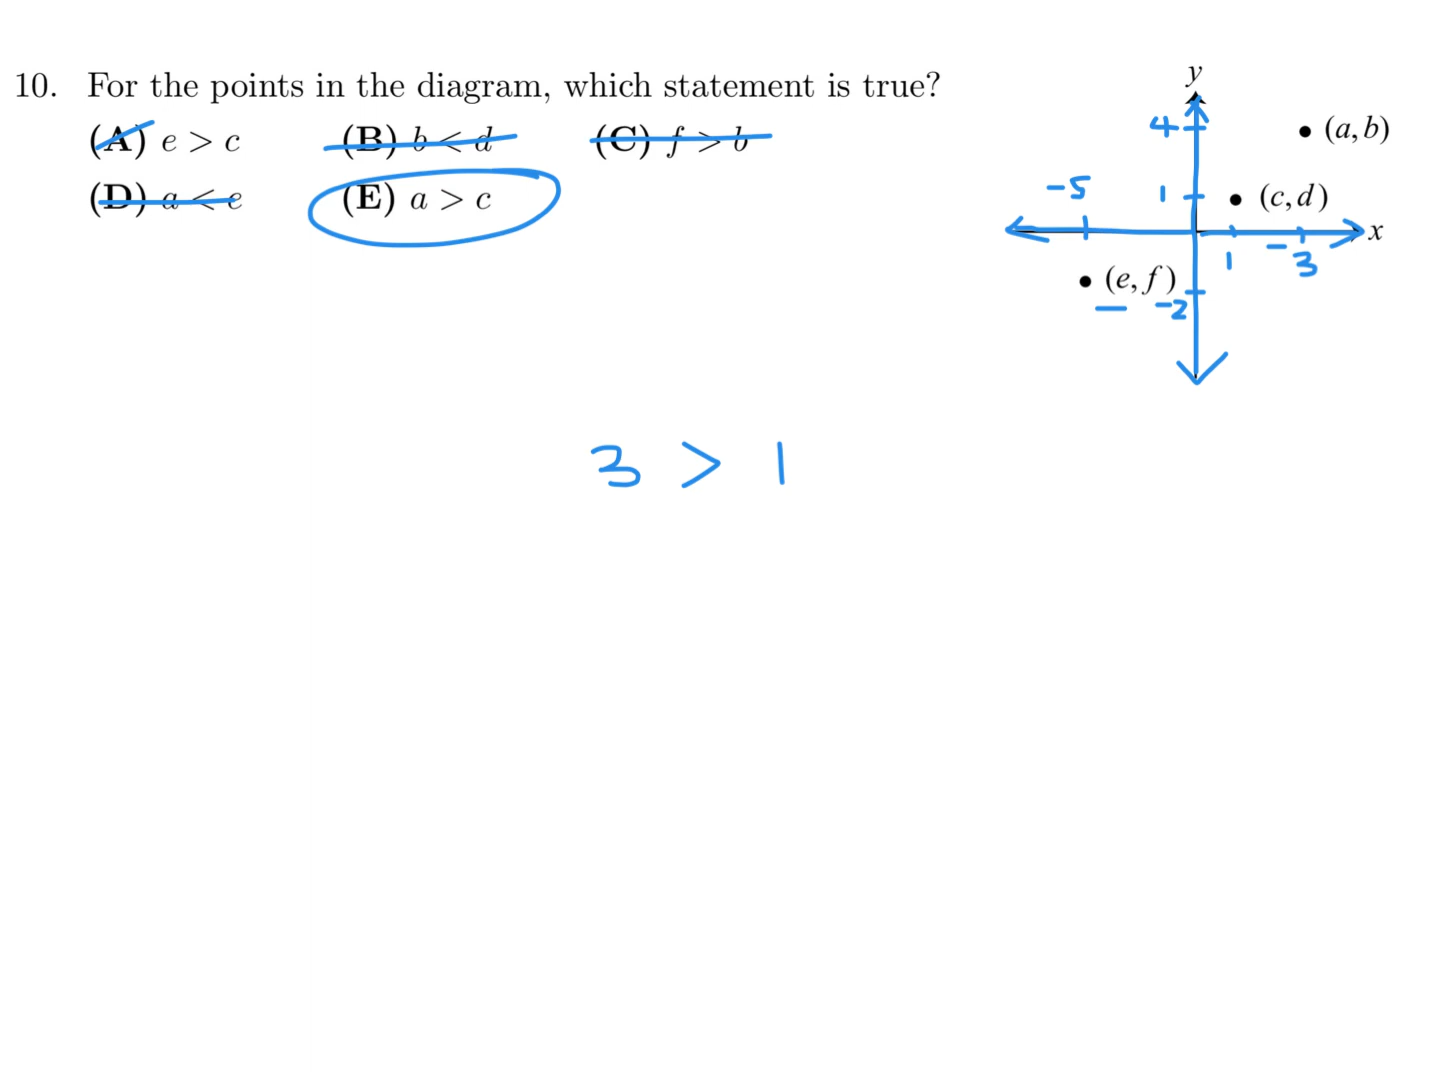 10. For the points in the diagram, which statement is true?
(A) e > c (B) b < d (C) f > b
(D) a < e (E) a > c
y
4
(a, b)
-5
1
(c, d)
x
1
- 3
(e, f)
-2
3 > 1